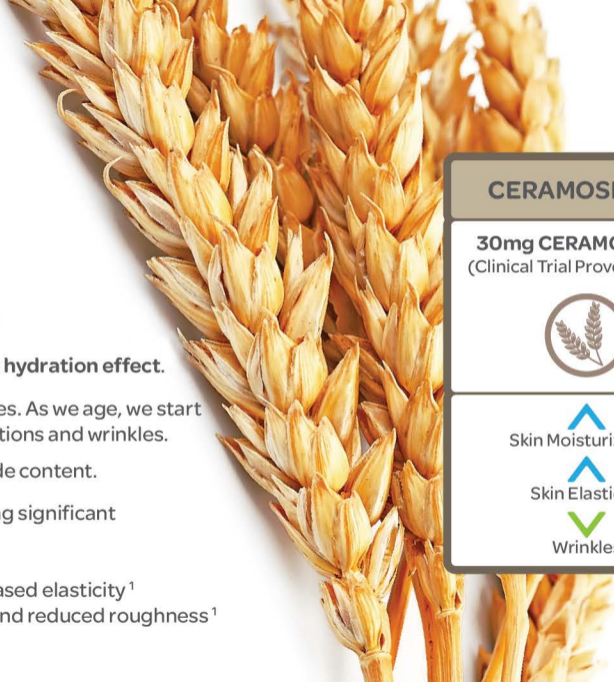 hydration effect.
es. As we age, we start
tions and wrinkles.
de content.
g significant
ased elasticity¹
nd reduced roughness¹
CERAMOS
30mg CERAMO
(Clinical Trial Prove
Skin Moisturi
Skin Elasti
Wrinkle